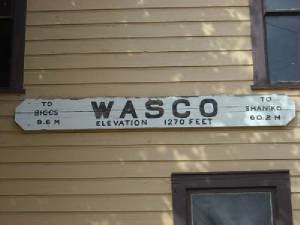 TO
BIGGS
9.6 M
WASCO
ELEVATION 1270 FEET
TO
SHANIKO
60.2 M